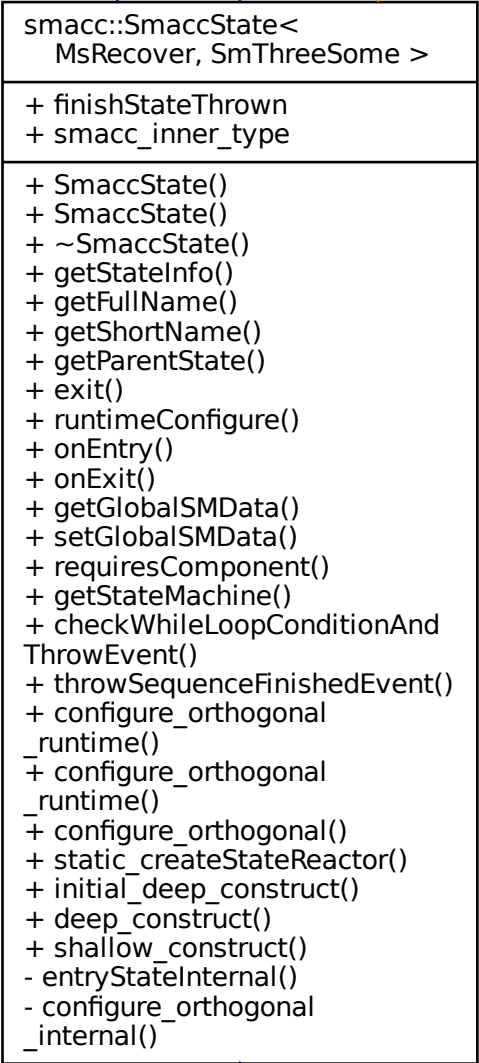 smacc::SmaccState<
MsRecover, SmThreeSome >
+ finishStateThrown
+ smacc_inner_type
+ SmaccState()
+ SmaccState()
+ ~SmaccState()
+ getStateInfo()
+ getFullName()
+ getShortName()
+ getParentState()
+ exit()
+ runtimeConfigure()
+ onEntry()
+ onExit()
+ getGlobalSMData()
+ setGlobalSMData()
+ requiresComponent()
+ getStateMachine()
+ checkWhileLoopConditionAnd
ThrowEvent()
+ throwSequenceFinishedEvent()
+ configure_orthogonal
_runtime()
+ configure_orthogonal
_runtime()
+ configure_orthogonal()
+ static_createStateReactor()
+ initial_deep_construct()
+ deep_construct()
+ shallow_construct()
- entryStateInternal()
- configure_orthogonal
_internal()